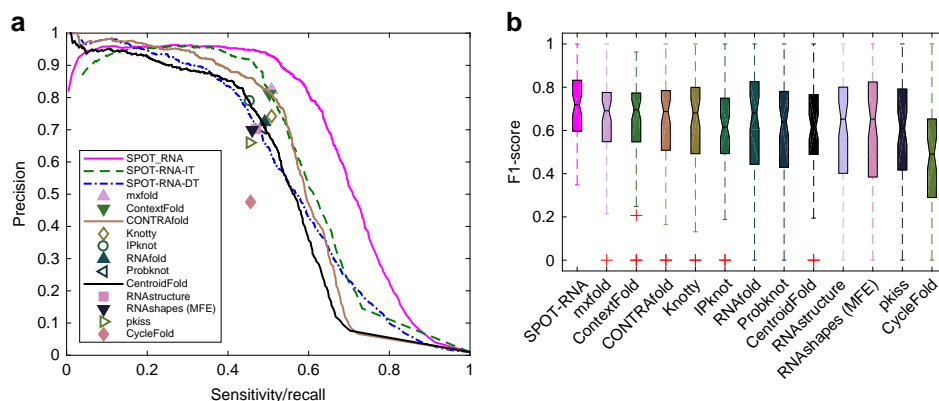 a
Precision
1
0.9
0.8
0.7
0.6
0.5
0.4
0.3
0.2
0.1
0
SPOT_RNA
SPOT-RNA-IT
SPOT-RNA-DT
mxfold
ContextFold
CONTRAfold
Knotty
IPknot
RNAfold
Probknot
CentroidFold
RNAstructure
RNAshapes (MFE)
pkiss
CycleFold
0 0.2 0.4 0.6 0.8 1
Sensitivity/recall
b
F1-score
1
0.8
0.6
0.4
0.2
0
SPOT-RNA
mxfold
ContextFold
CONTRAfold
Knotty
IPknot
RNAfold
Probknot
CentroidFold
RNAstructure
RNAshapes (MFE)
pkiss
CycleFold